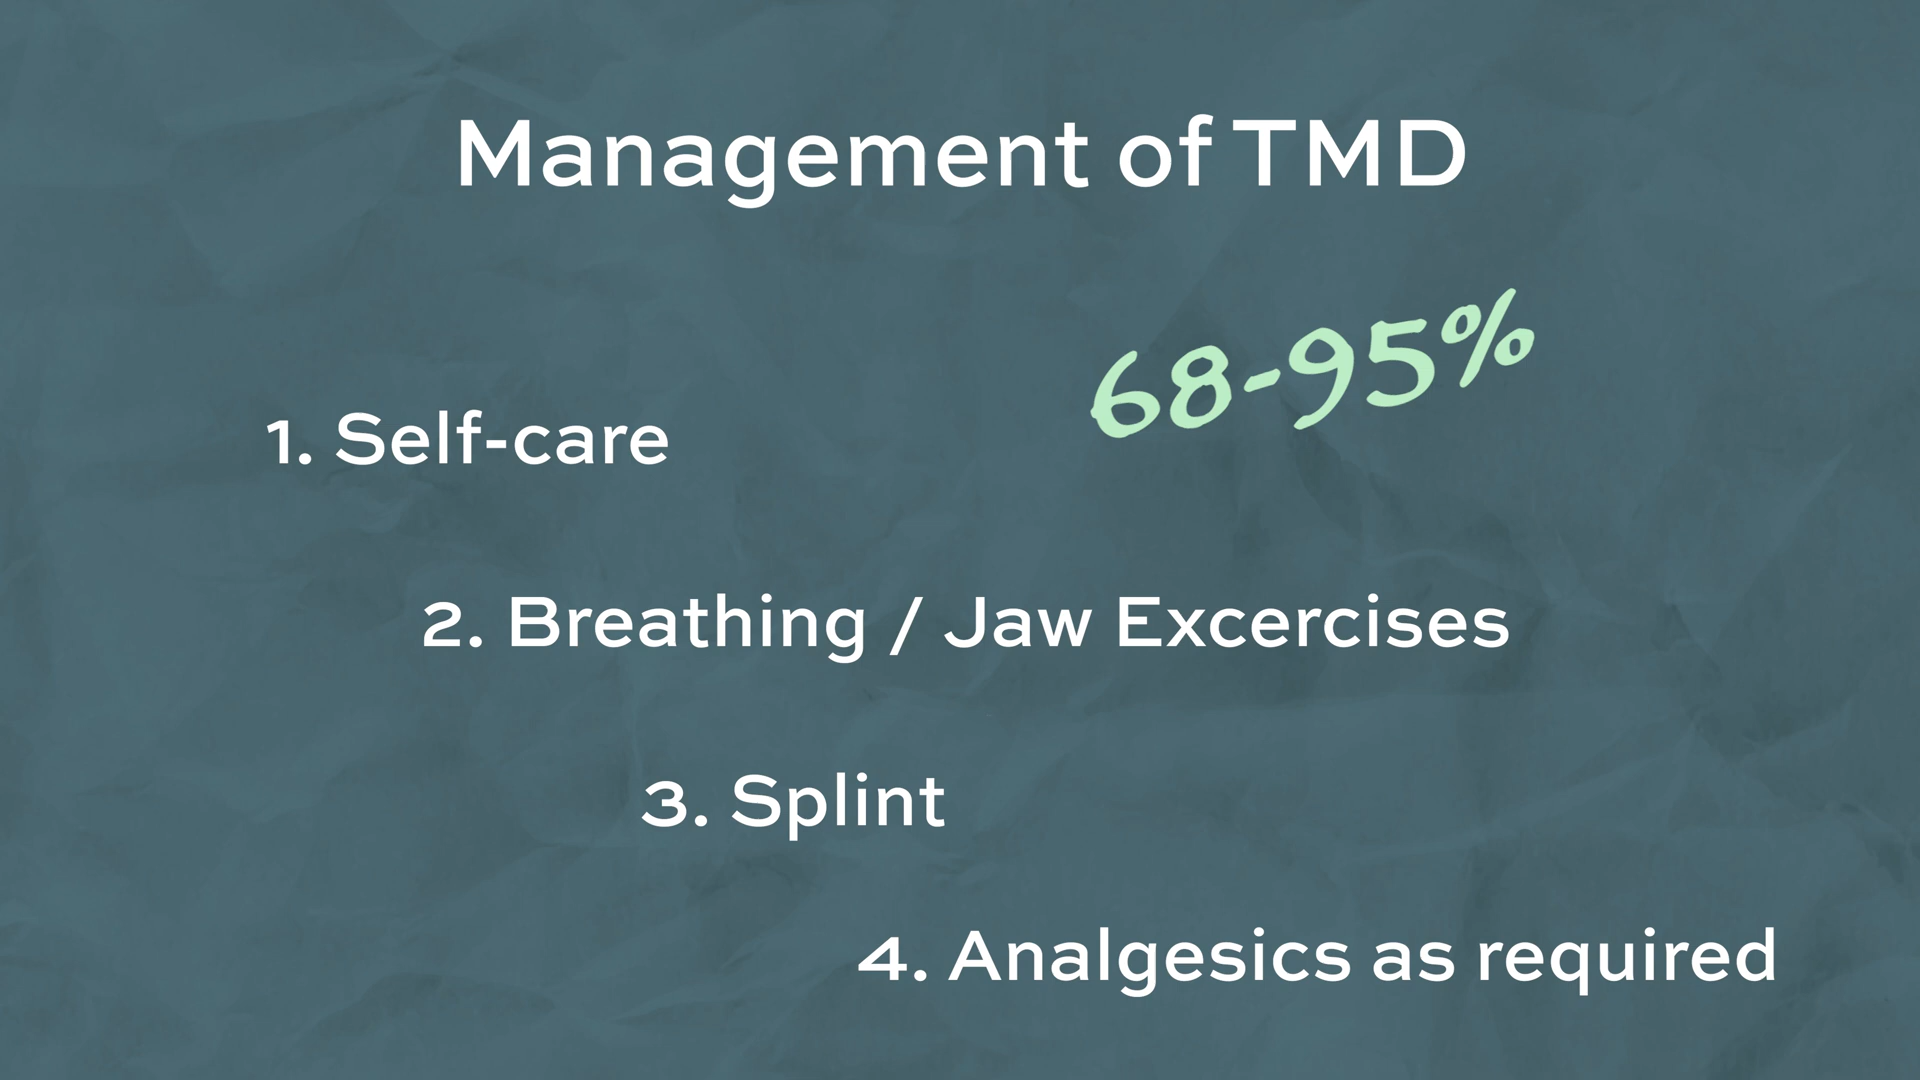 Management of TMD
68-95%
1. Self-care
2. Breathing / Jaw Excercises
3. Splint
4. Analgesics as required